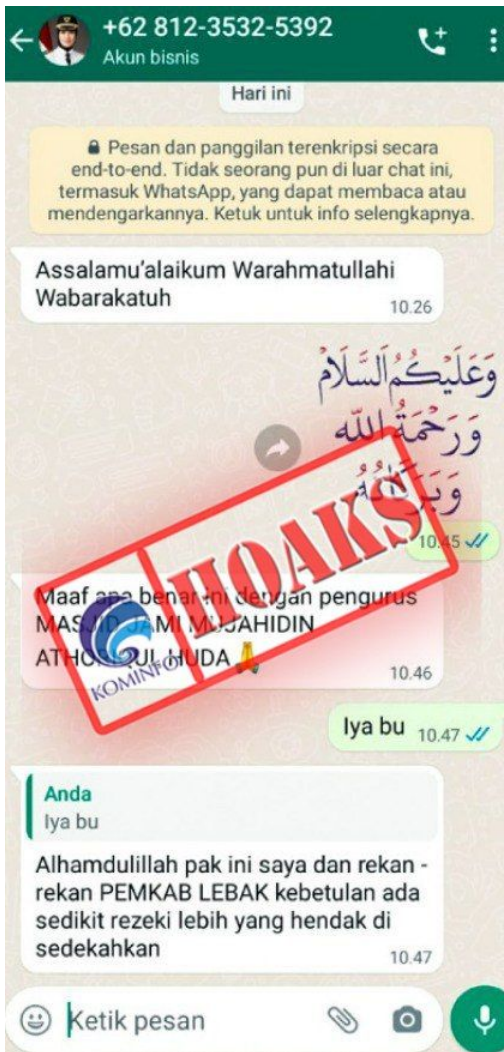 +62 812-3532-5392
Akun bisnis
Hari ini
Pesan dan panggilan terenkripsi secara
end-to-end. Tidak seorang pun di luar chat ini,
termasuk WhatsApp, yang dapat membaca atau
mendengarkannya. Ketuk untuk info selengkapnya.
Assalamu'alaikum Warahmatullahi
Wabarakatuh
10.26
وَعَلَيْكُمُ السَّلَامُ
وَرَحْمَةُ اللّٰهِ
وَبَرَكَاتُهُ
10.45
HOAKS
KOMINFO
Maaf apa benar ini dengan pengurus
MASJID JAMI MUJAHIDIN
HUDA 🙏
10.46
Iya bu 10.47
Anda
Iya bu
Alhamdulillah pak ini saya dan rekan -
rekan PEMKAB LEBAK kebetulan ada
sedikit rezeki lebih yang hendak di
sedekahkan
10.47
Ketik pesan